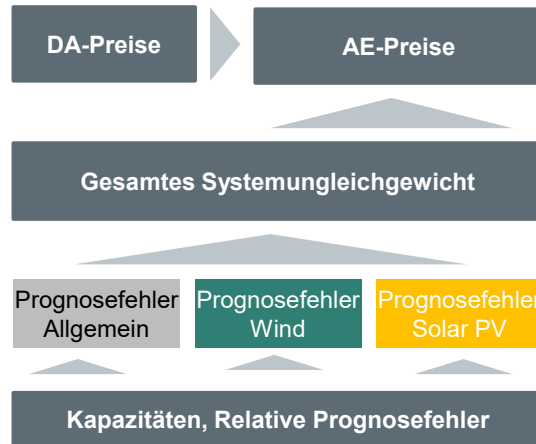 DA-Preise
AE-Preise
Gesamtes Systemungleichgewicht
Prognosefehler
Allgemein
Prognosefehler
Wind
Prognosefehler
Solar PV
Kapazitäten, Relative Prognosefehler